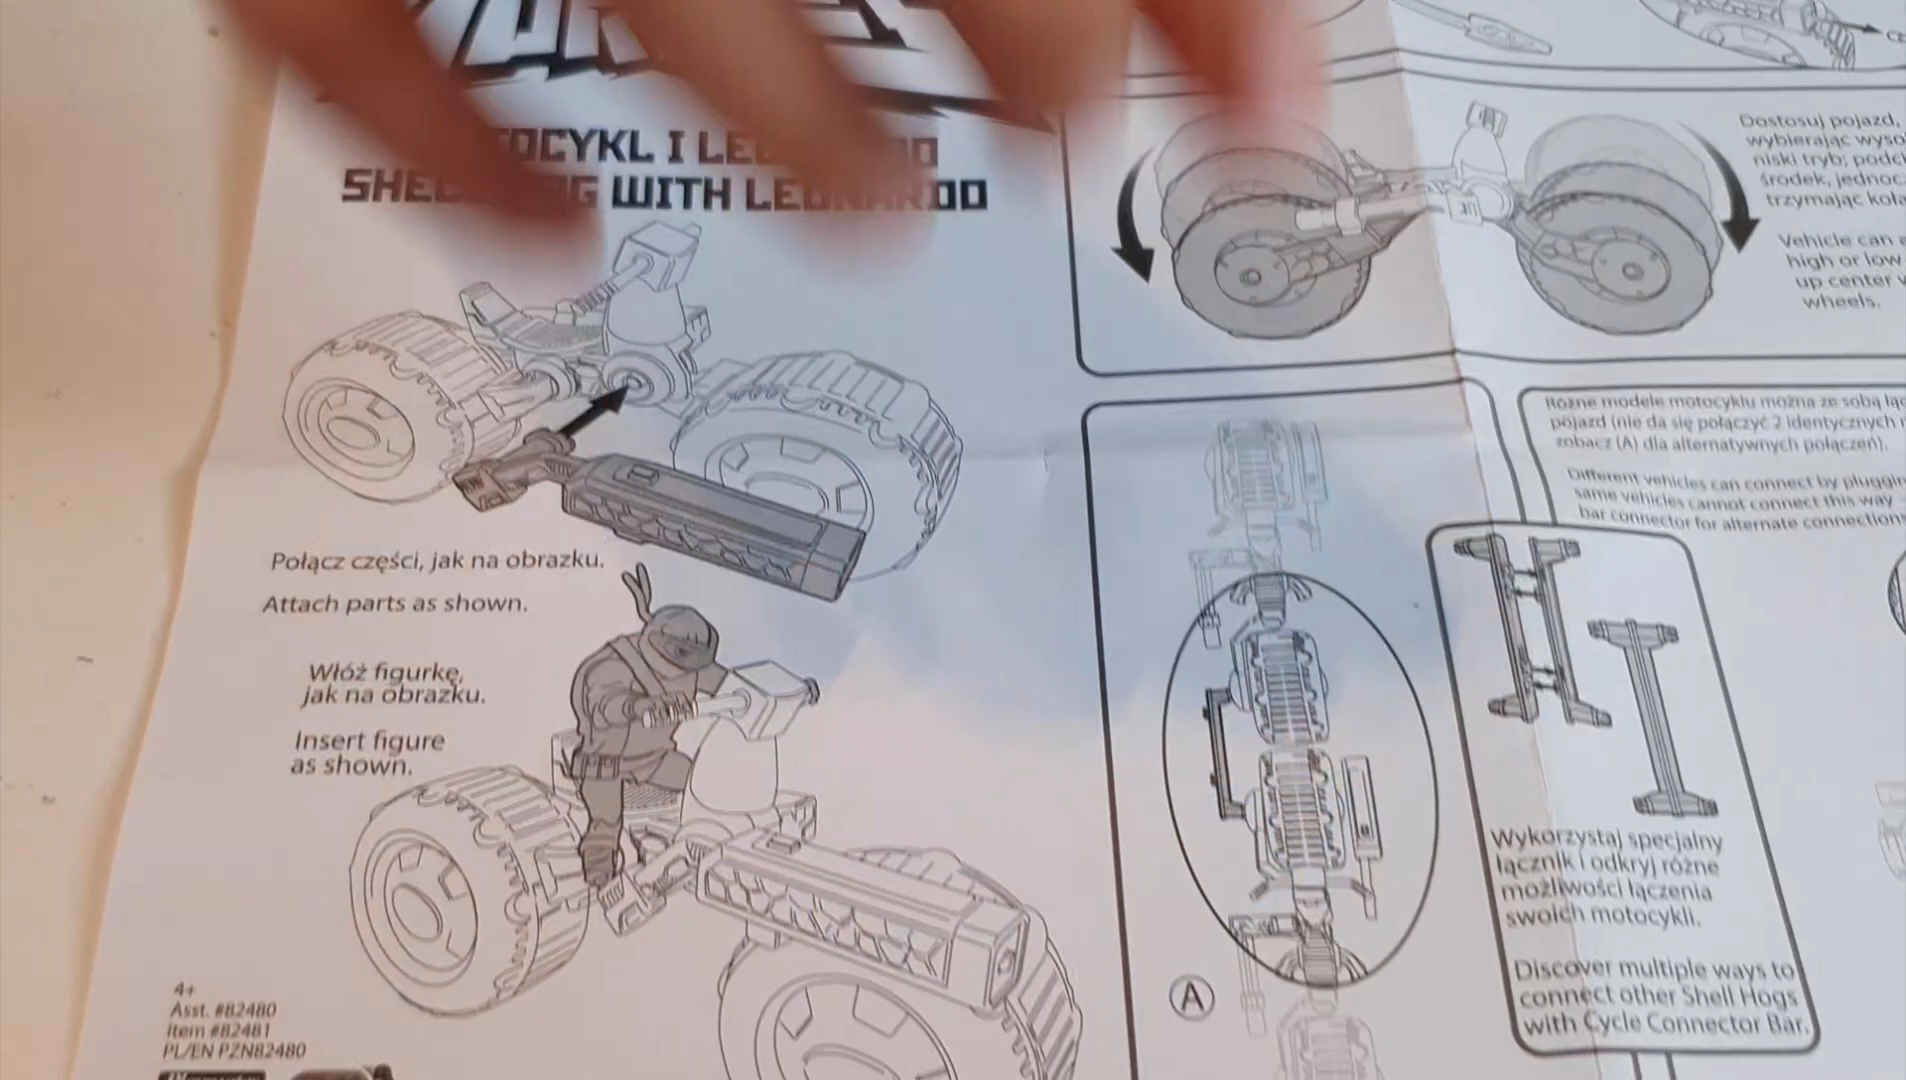 I
WITH
Połącz części, jak na obrazku.
Attach parts as shown.
Włóż figurkę,
jak na obrazku.
Insert figure
as shown.
4+
Asst. #82480
Item #82481
PL/EN PZN82480
Dostosuj pojazd,
wybierając
niski tryb;
środek,
trzymając
Vehicle can
high or low
up center
wheels.
Różne modele motocyklu można ze sobą
pojazd (nie da się połączyć 2 identycznych
zobacz (A) dla alternatywnych połączeń).
Different vehicles can connect by
same vehicles cannot connect this way -
bar connector for alternate connections
A
Wykorzystaj specjalny
łącznik i odkryj różne
możliwości łączenia
swoich motocykli.
Discover multiple ways to
connect other Shell Hogs
with Cycle Connector Bar.